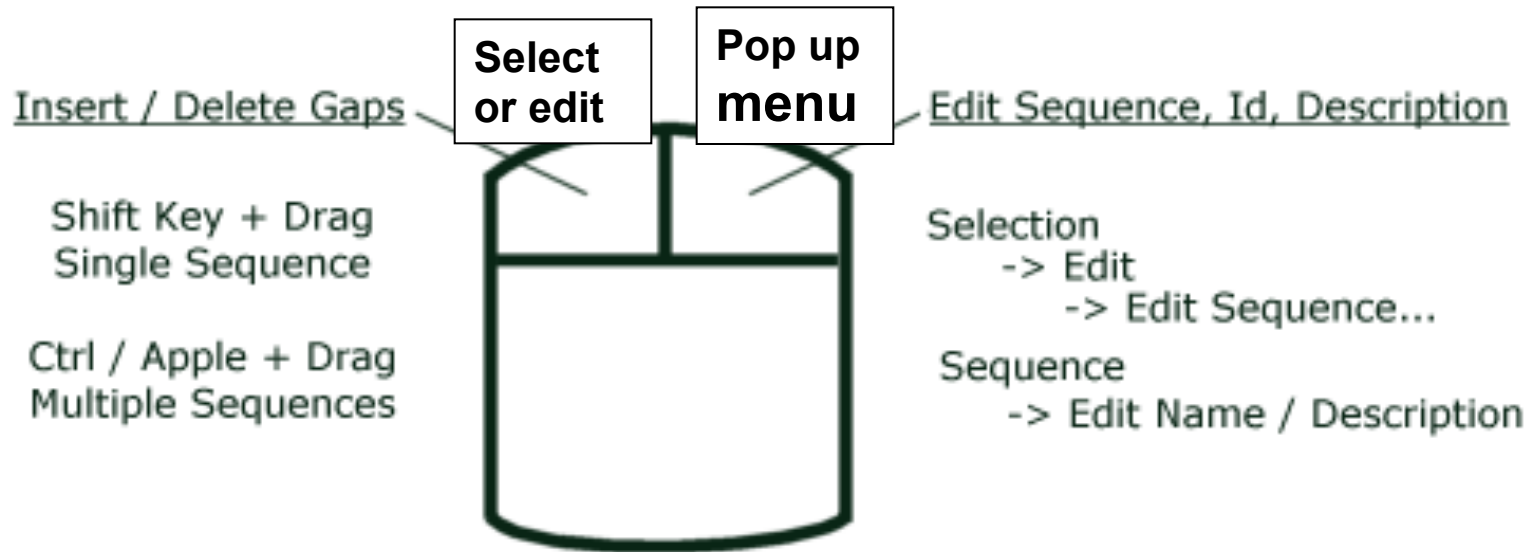 Select
or edit
Pop up
menu
Insert / Delete Gaps
Shift Key + Drag
Single Sequence
Ctrl / Apple + Drag
Multiple Sequences
Edit Sequence, Id, Description
Selection
-> Edit
-> Edit Sequence...
Sequence
-> Edit Name / Description